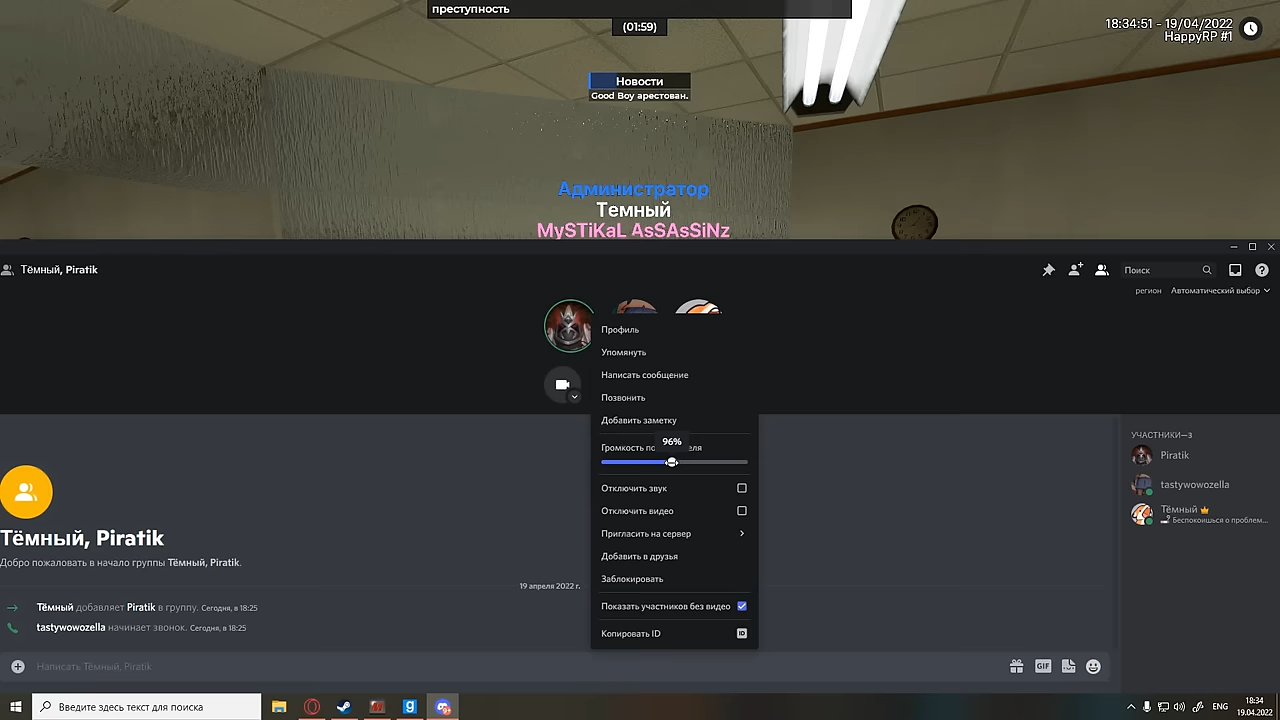 преступность
(01:59)
18:34:51 - 19/04/2022
HappyRP #1
Новости
Good Boy арестован.
Администратор
Темный
MySTiKaL AsSAsSiNz
Тёмный, Piratik
Поиск
регион Автоматический выбор
Профиль
Упомянуть
Написать сообщение
Позвонить
Добавить заметку
96%
Громкость
Отключить звук
Отключить видео
Пригласить на сервер
Добавить в друзья
Заблокировать
Показать участников без видео
Копировать ID
ID
УЧАСТНИКИ—3
Piratik
tastywowozella
Тёмный
Беспокоишься о проблем...
Тёмный, Piratik
Добро пожаловать в начало группы Тёмный, Piratik.
19 апреля 2022 г.
Тёмный добавляет Piratik в группу. Сегодня, в 18:25
tastywowozella начинает звонок. Сегодня, в 18:25
Написать Тёмный, Piratik
GIF
Введите здесь текст для поиска
ENG
18:34
19.04.2022